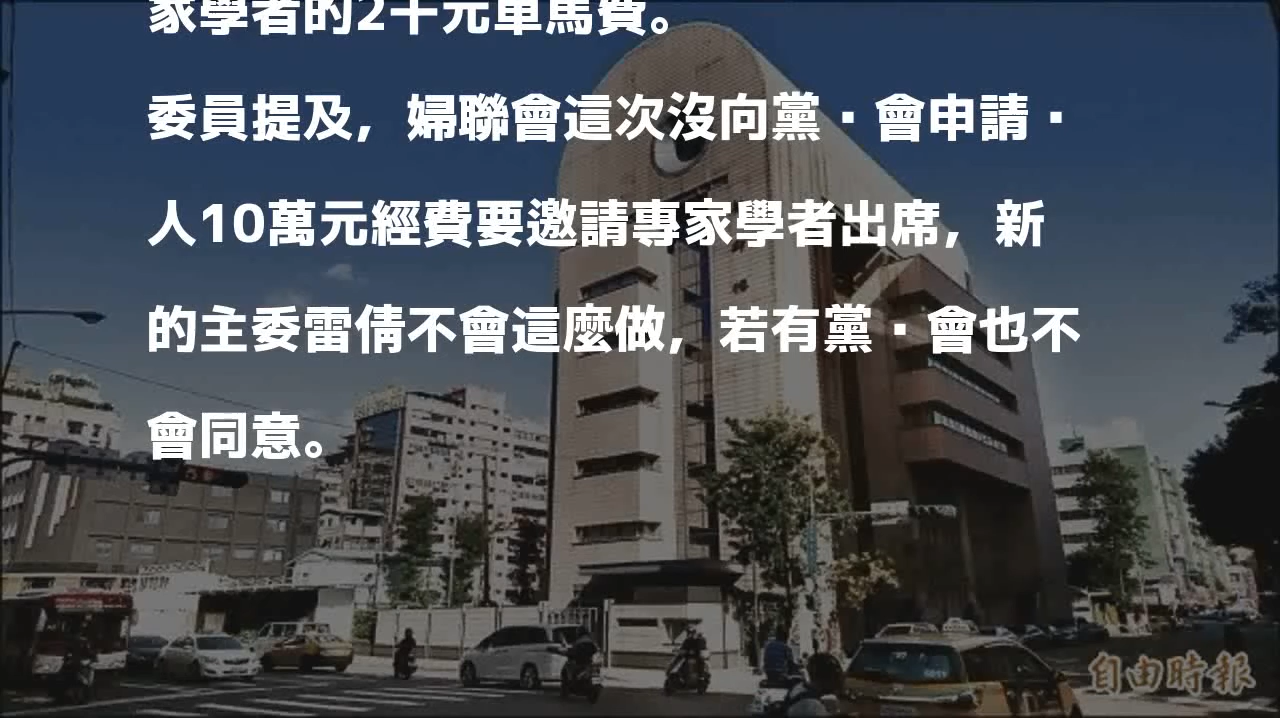 家學者的2千元車馬費。
委員提及，婦聯會這次沒向黨·會申請·
人10萬元經費要邀請專家學者出席，新
的主委雷倩不會這麼做，若有黨·會也不
會同意。
自由時報